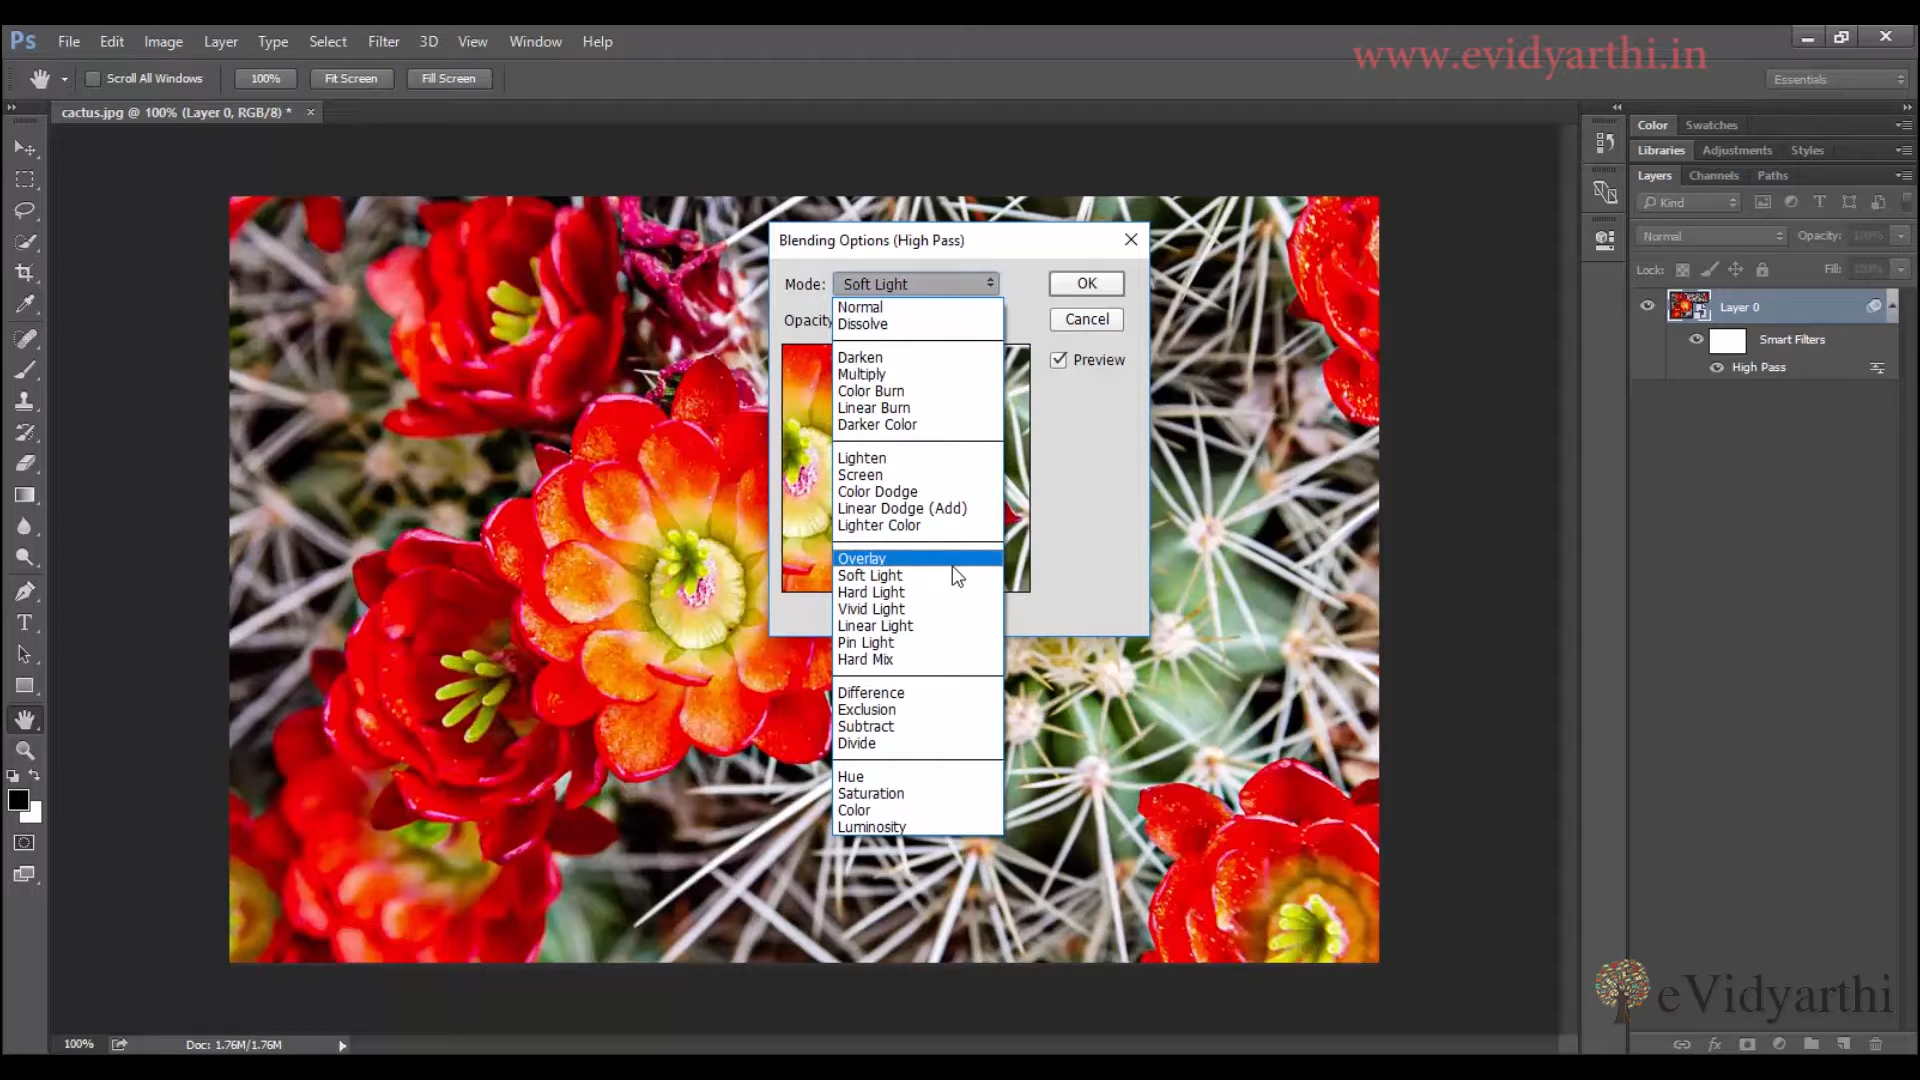 Ps File Edit Image Layer Type Select Filter 3D View Window Help
www.evidyarthi.in
Scroll All Windows 100% Fit Screen Fill Screen Essentials
cactus.jpg @ 100% (Layer 0, RGB/8) * ×
Color Swatches
Libraries Adjustments Styles
Layers Channels Paths
Kind
Normal Opacity: 100%
Lock: Fill: 100%
Layer 0
Smart Filters
High Pass
Blending Options (High Pass)
Mode: Soft Light OK
Opacity Cancel
Preview
Normal
Dissolve
Darken
Multiply
Color Burn
Linear Burn
Darker Color
Lighten
Screen
Color Dodge
Linear Dodge (Add)
Lighter Color
Overlay
Soft Light
Hard Light
Vivid Light
Linear Light
Pin Light
Hard Mix
Difference
Exclusion
Subtract
Divide
Hue
Saturation
Color
Luminosity
eVidyarthi
100% Doc: 1.76M/1.76M
fx